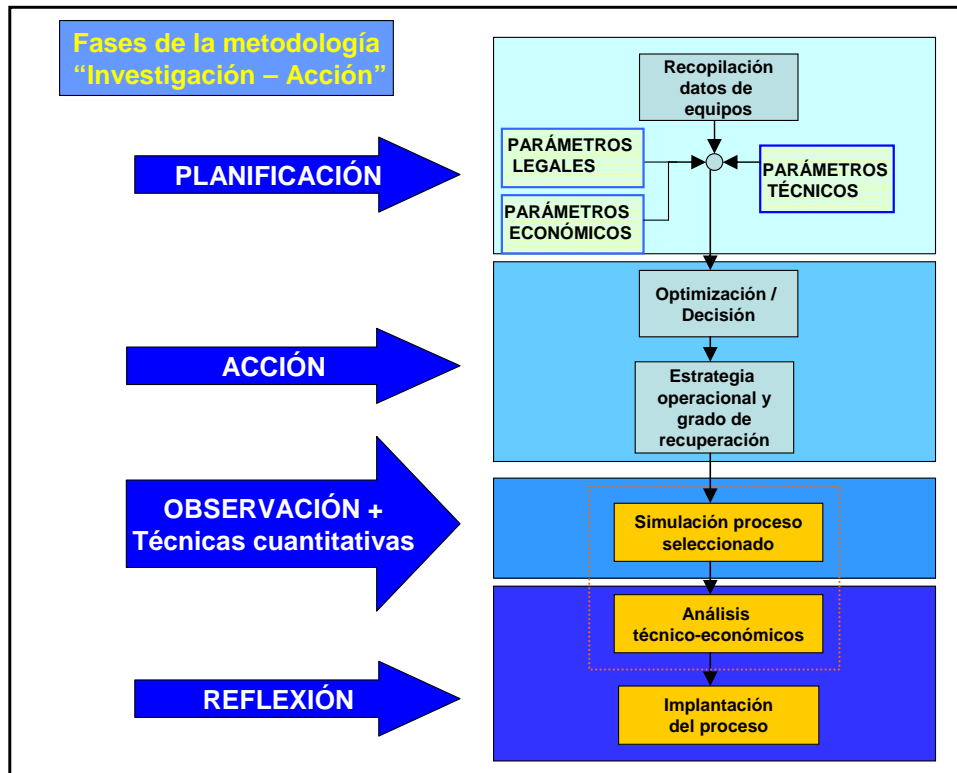 Fases de la metodología
“Investigación – Acción”
Recopilación
datos de
equipos
PARÁMETROS
LEGALES
PARÁMETROS
TÉCNICOS
PLANIFICACIÓN
PARÁMETROS
ECONÓMICOS
Optimización /
Decisión
ACCIÓN
Estrategia
operacional y
grado de
recuperación
OBSERVACIÓN +
Técnicas cuantitativas
Simulación proceso
seleccionado
Análisis
técnico-económicos
REFLEXIÓN
Implantación
del proceso